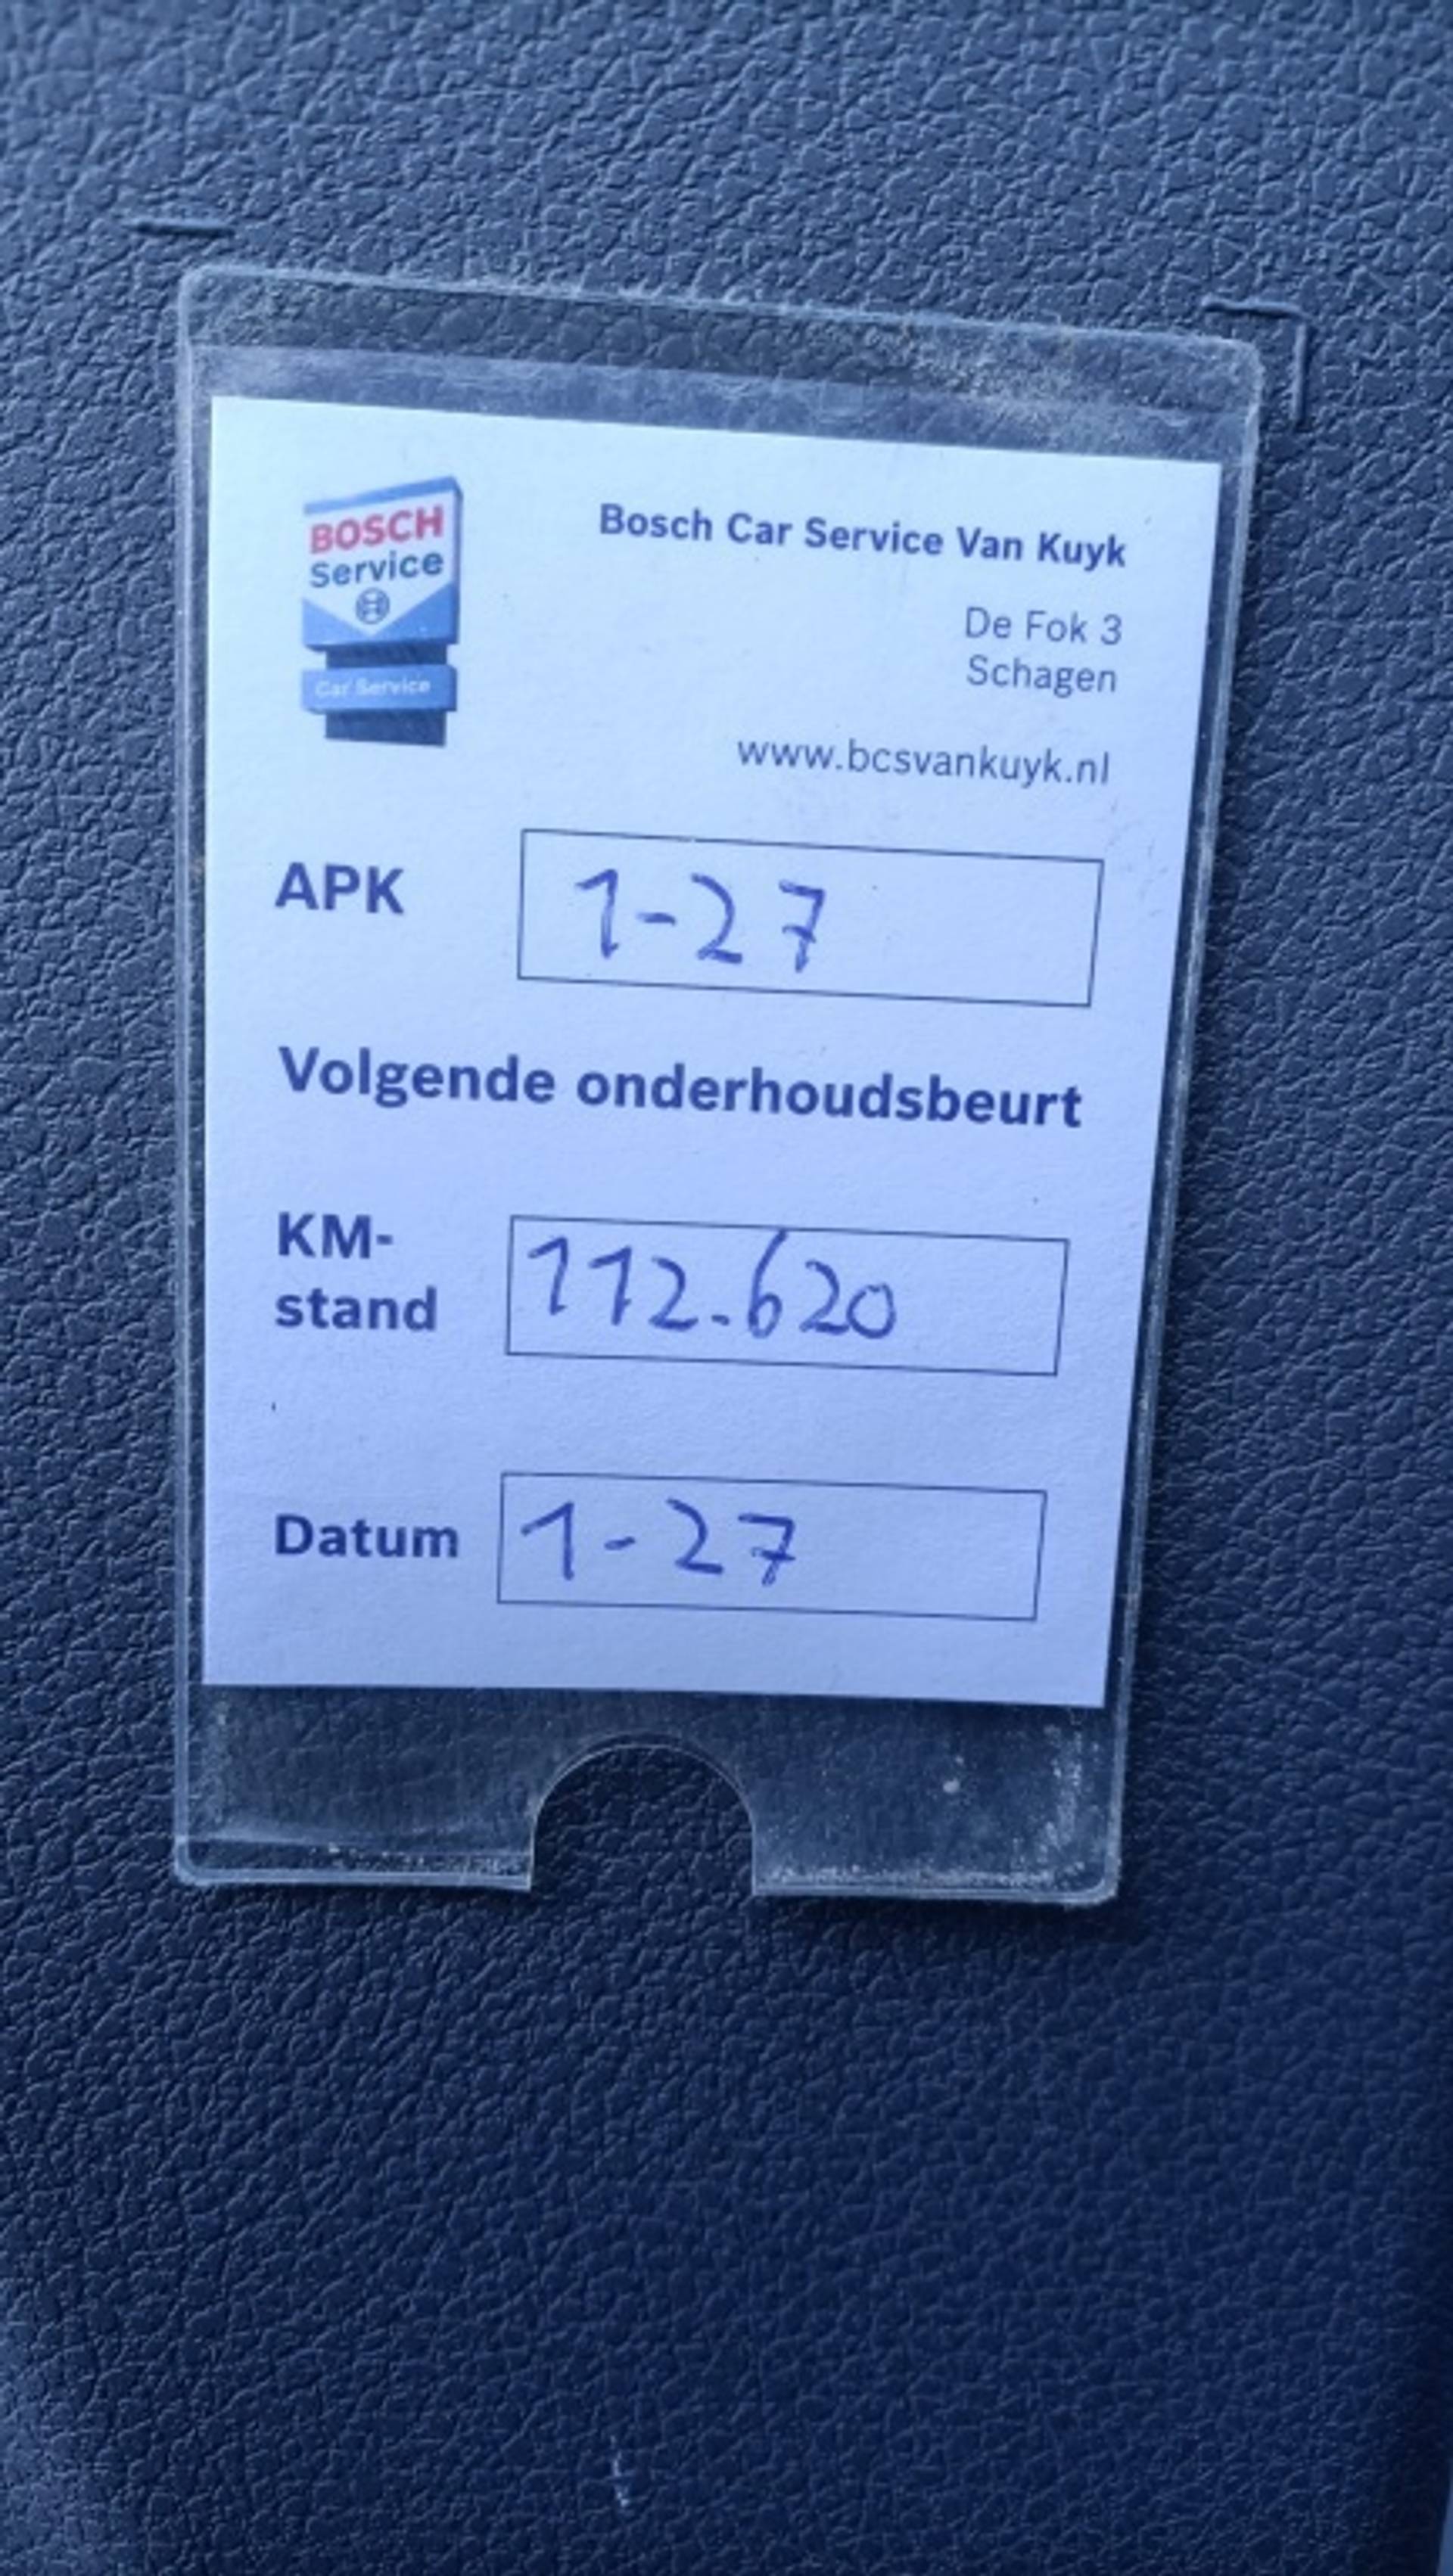 BOSCH
Service
Car Service
Bosch Car Service Van Kuyk
De Fok 3
Schagen
www.bcsvankuyk.nl
APK 1-27
Volgende onderhoudsbeurt
KM-
stand 112.620
Datum 1-27